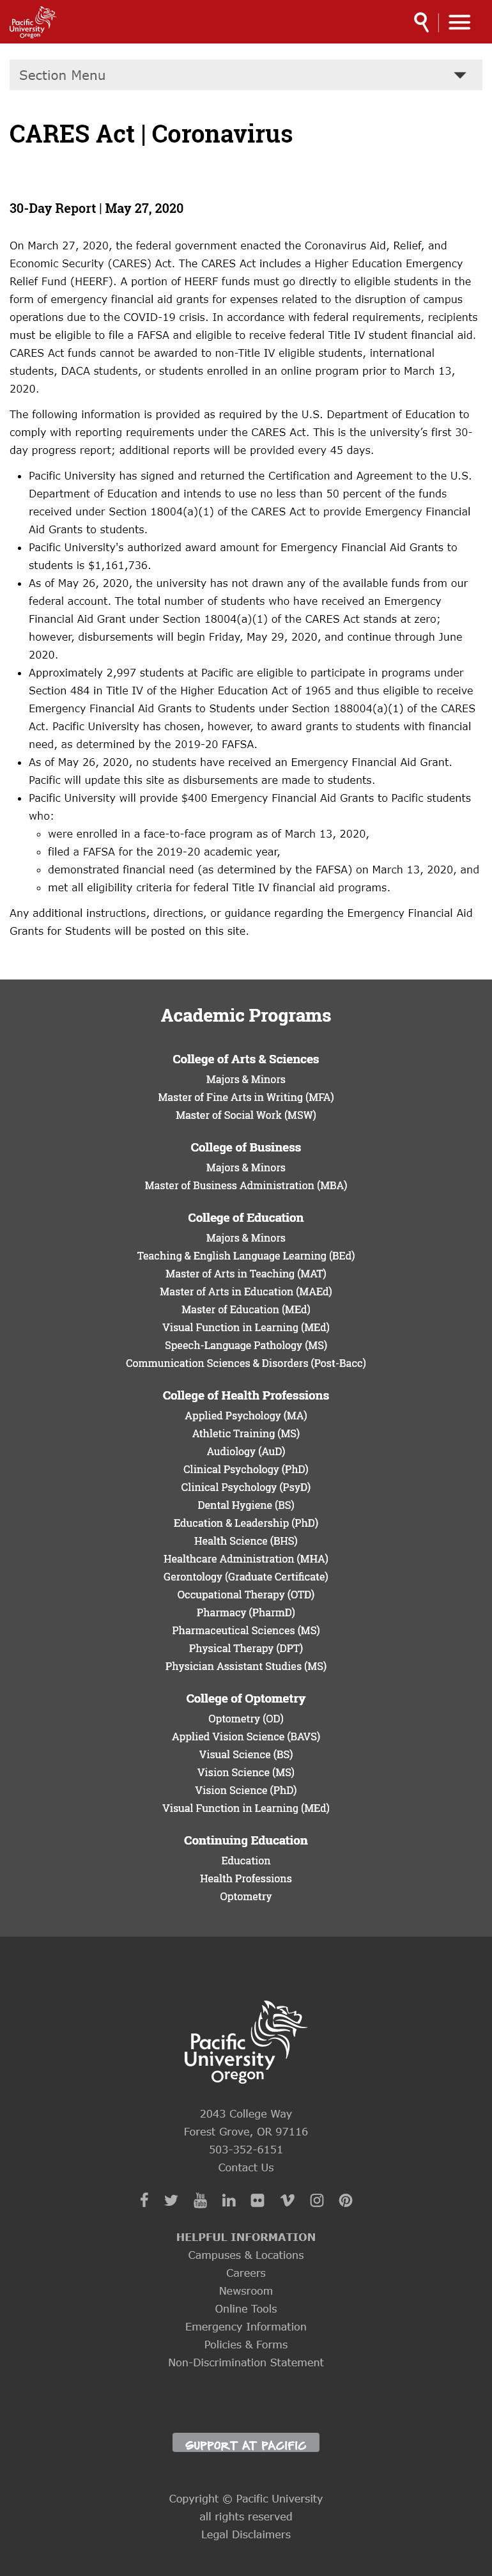 Pacific
University
Oregon
Section Menu
CARES Act | Coronavirus
30-Day Report | May 27, 2020
On March 27, 2020, the federal government enacted the Coronavirus Aid, Relief, and
Economic Security (CARES) Act. The CARES Act includes a Higher Education Emergency
Relief Fund (HEERF). A portion of HEERF funds must go directly to eligible students in the
form of emergency financial aid grants for expenses related to the disruption of campus
operations due to the COVID-19 crisis. In accordance with federal requirements, recipients
must be eligible to file a FAFSA and eligible to receive federal Title IV student financial aid.
CARES Act funds cannot be awarded to non-Title IV eligible students, international
students, DACA students, or students enrolled in an online program prior to March 13,
2020.
The following information is provided as required by the U.S. Department of Education to
comply with reporting requirements under the CARES Act. This is the university's first 30-
day progress report; additional reports will be provided every 45 days.
• Pacific University has signed and returned the Certification and Agreement to the U.S.
Department of Education and intends to use no less than 50 percent of the funds
received under Section 18004(a)(1) of the CARES Act to provide Emergency Financial
Aid Grants to students.
• Pacific University's authorized award amount for Emergency Financial Aid Grants to
students is $1,161,736.
• As of May 26, 2020, the university has not drawn any of the available funds from our
federal account. The total number of students who have received an Emergency
Financial Aid Grant under Section 18004(a)(1) of the CARES Act stands at zero;
however, disbursements will begin Friday, May 29, 2020, and continue through June
2020.
• Approximately 2,997 students at Pacific are eligible to participate in programs under
Section 484 in Title IV of the Higher Education Act of 1965 and thus eligible to receive
Emergency Financial Aid Grants to Students under Section 188004(a)(1) of the CARES
Act. Pacific University has chosen, however, to award grants to students with financial
need, as determined by the 2019-20 FAFSA.
• As of May 26, 2020, no students have received an Emergency Financial Aid Grant.
Pacific will update this site as disbursements are made to students.
• Pacific University will provide $400 Emergency Financial Aid Grants to Pacific students
who:
◦ were enrolled in a face-to-face program as of March 13, 2020,
◦ filed a FAFSA for the 2019-20 academic year,
◦ demonstrated financial need (as determined by the FAFSA) on March 13, 2020, and
◦ met all eligibility criteria for federal Title IV financial aid programs.
Any additional instructions, directions, or guidance regarding the Emergency Financial Aid
Grants for Students will be posted on this site.
Academic Programs
College of Arts & Sciences
Majors & Minors
Master of Fine Arts in Writing (MFA)
Master of Social Work (MSW)
College of Business
Majors & Minors
Master of Business Administration (MBA)
College of Education
Majors & Minors
Teaching & English Language Learning (BEd)
Master of Arts in Teaching (MAT)
Master of Arts in Education (MAEd)
Master of Education (MEd)
Visual Function in Learning (MEd)
Speech-Language Pathology (MS)
Communication Sciences & Disorders (Post-Bacc)
College of Health Professions
Applied Psychology (MA)
Athletic Training (MS)
Audiology (AuD)
Clinical Psychology (PhD)
Clinical Psychology (PsyD)
Dental Hygiene (BS)
Education & Leadership (PhD)
Health Science (BHS)
Healthcare Administration (MHA)
Gerontology (Graduate Certificate)
Occupational Therapy (OTD)
Pharmacy (PharmD)
Pharmaceutical Sciences (MS)
Physical Therapy (DPT)
Physician Assistant Studies (MS)
College of Optometry
Optometry (OD)
Applied Vision Science (BAVS)
Visual Science (BS)
Vision Science (MS)
Vision Science (PhD)
Visual Function in Learning (MEd)
Continuing Education
Education
Health Professions
Optometry
Pacific
University
Oregon
2043 College Way
Forest Grove, OR 97116
503-352-6151
Contact Us
HELPFUL INFORMATION
Campuses & Locations
Careers
Newsroom
Online Tools
Emergency Information
Policies & Forms
Non-Discrimination Statement
SUPPORT AT PACIFIC
Copyright © Pacific University
all rights reserved
Legal Disclaimers